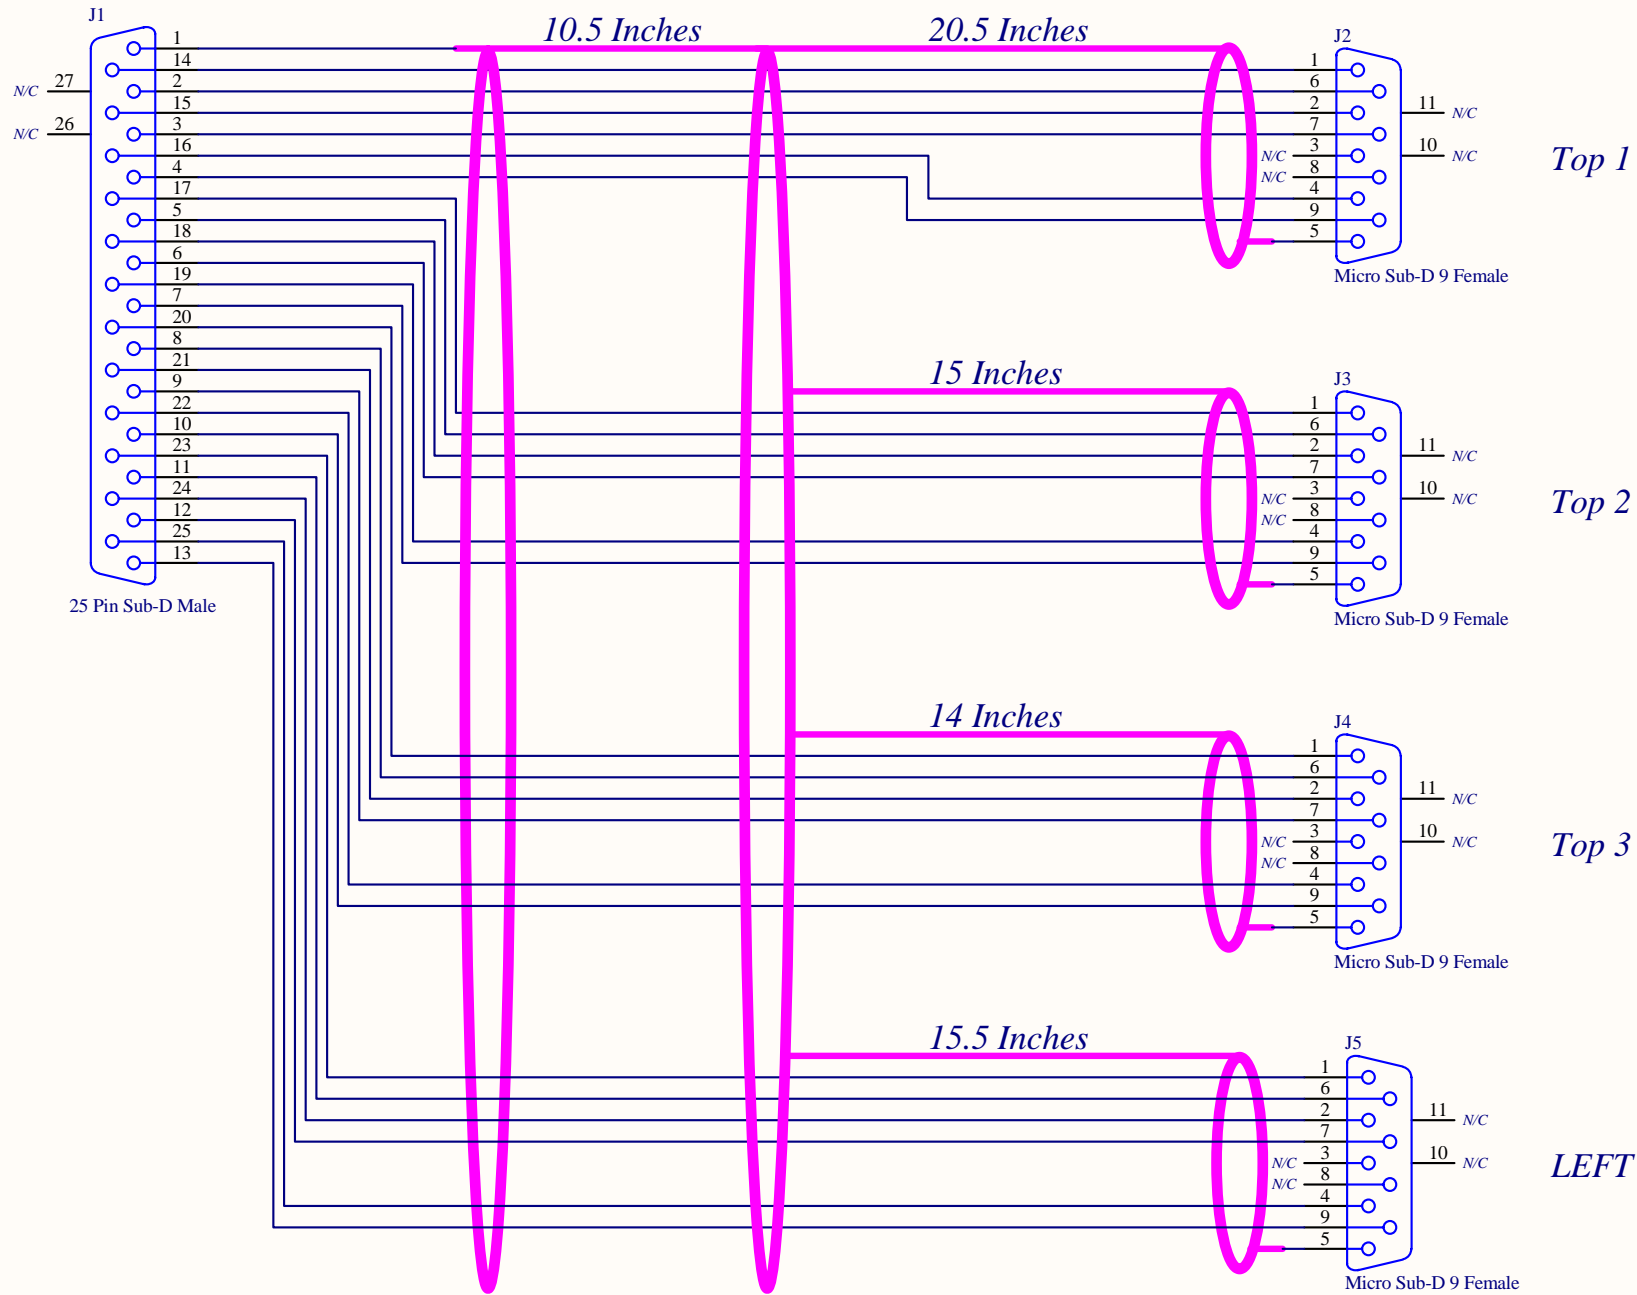 J1
1
14
2
15
3
16
4
17
5
18
6
19
7
20
8
21
9
22
10
23
11
24
12
25
13
N/C 27
N/C 26
25 Pin Sub-D Male
10.5 Inches
20.5 Inches
J2
1
6
2
7
N/C 3
N/C 8
4
9
5
11 N/C
10 N/C
Micro Sub-D 9 Female
Top 1
15 Inches
J3
1
6
2
7
N/C 3
N/C 8
4
9
5
11 N/C
10 N/C
Micro Sub-D 9 Female
Top 2
14 Inches
J4
1
6
2
7
N/C 3
N/C 8
4
9
5
11 N/C
10 N/C
Micro Sub-D 9 Female
Top 3
15.5 Inches
J5
1
6
2
7
N/C 3
N/C 8
4
9
5
11 N/C
10 N/C
Micro Sub-D 9 Female
LEFT